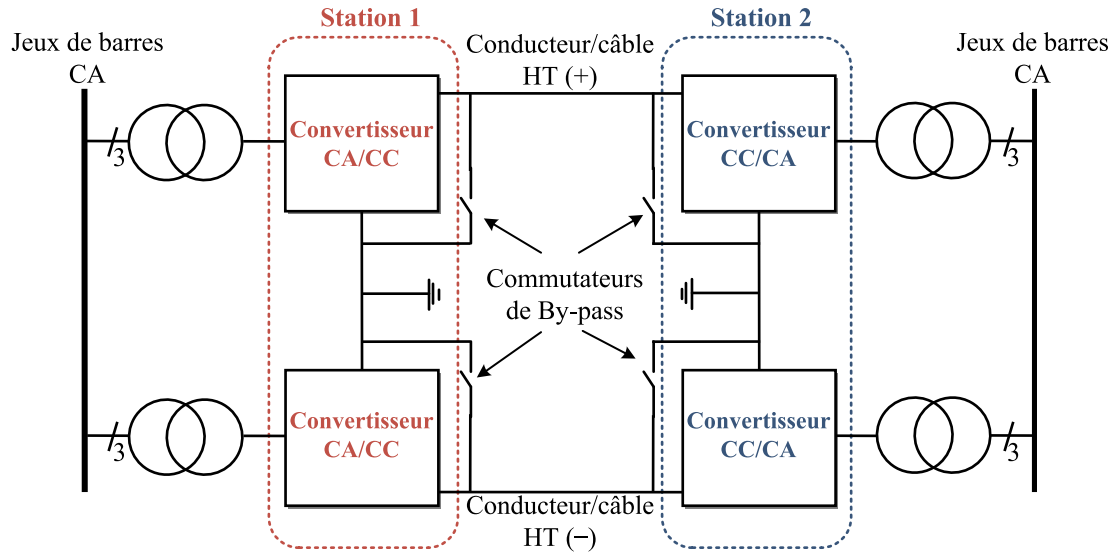 Station 1
Station 2
Jeux de barres
CA
Conducteur/câble
HT (+)
Jeux de barres
CA
Convertisseur
CA/CC
Convertisseur
CC/CA
3
3
Commutateurs
de By-pass
Convertisseur
CA/CC
Convertisseur
CC/CA
3
3
Conducteur/câble
HT (−)